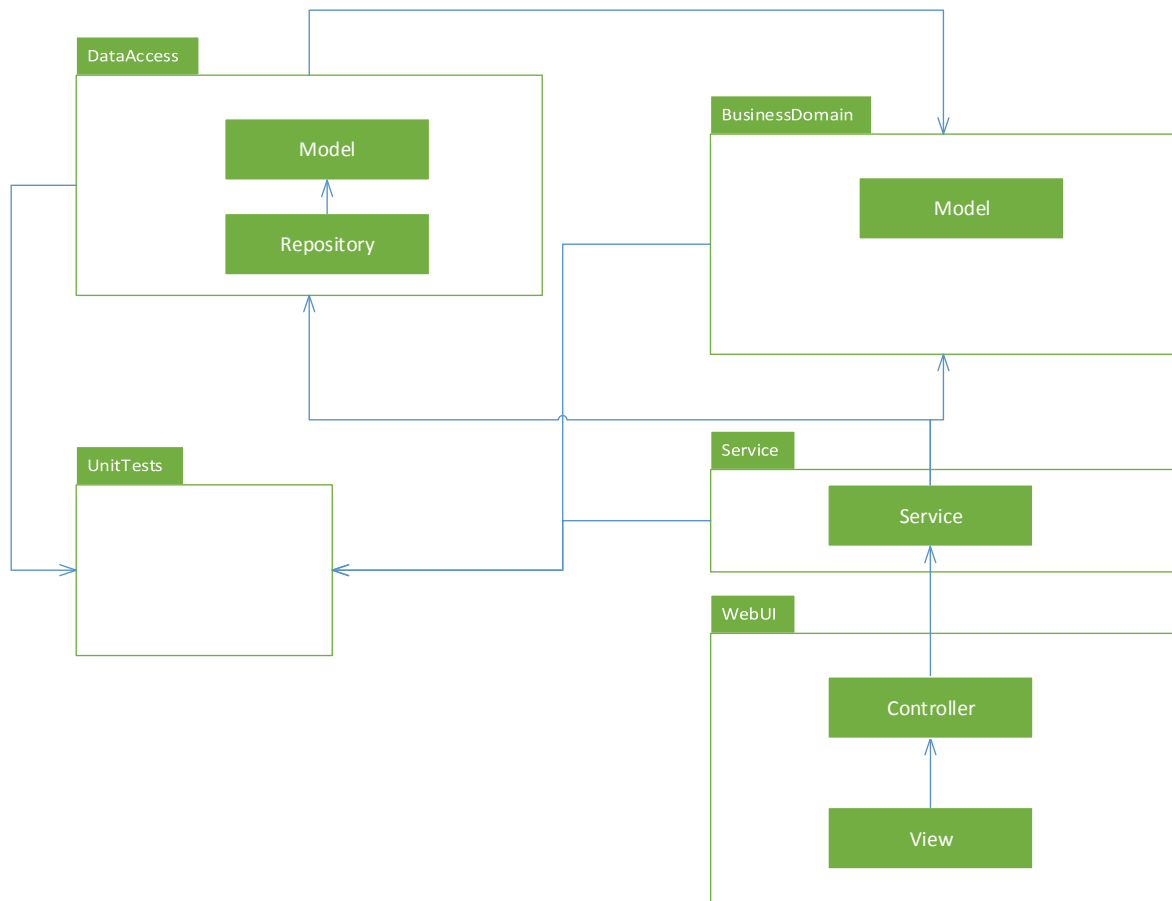 DataAccess
Model
Repository
BusinessDomain
Model
UnitTests
Service
Service
WebUI
Controller
View